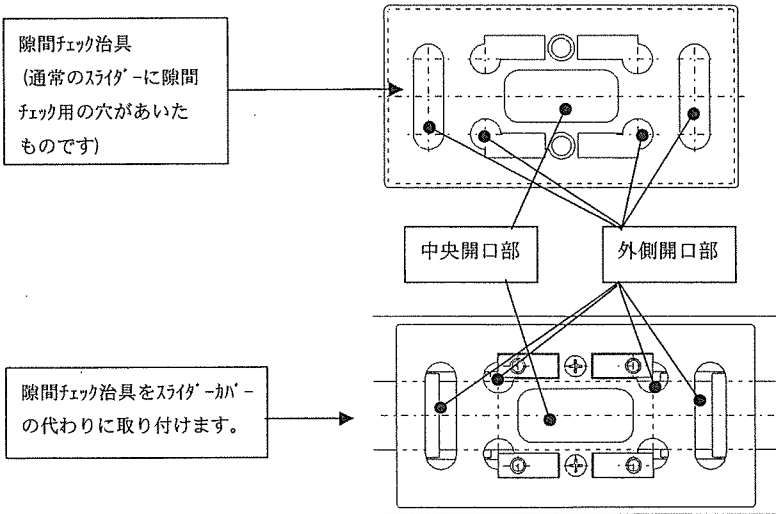 隙間ﾁｪｯｸ治具
(通常のｽﾗｲﾀﾞｰに隙間
ﾁｪｯｸ用の穴があいた
ものです)
中央開口部
外側開口部
隙間ﾁｪｯｸ治具をｽﾗｲﾀﾞｰｶﾊﾞｰ
の代わりに取り付けます。